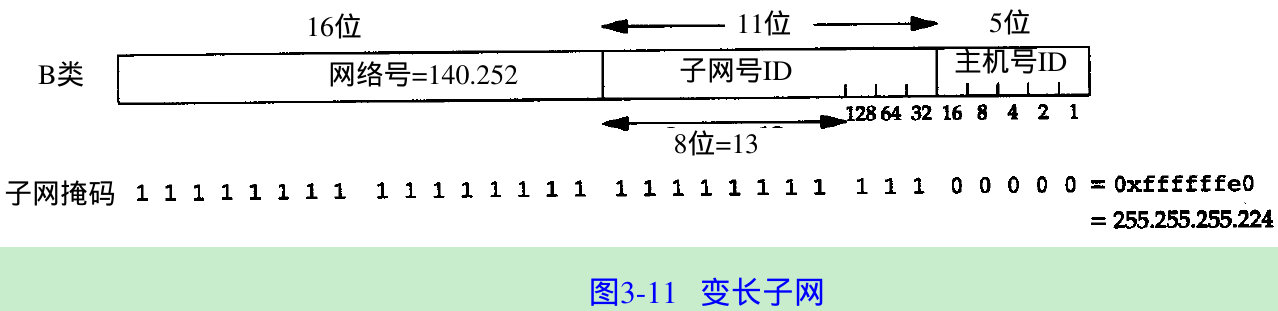 16位 11位 5位
B类 网络号=140.252 子网号ID 主机号ID
128 64 32 16 8 4 2 1
8位=13
子网掩码 1 1 1 1 1 1 1 1 1 1 1 1 1 1 1 1 1 1 1 1 1 1 1 1 1 1 1 0 0 0 0 0 = 0xffffffe0
= 255.255.255.224
图3-11 变长子网